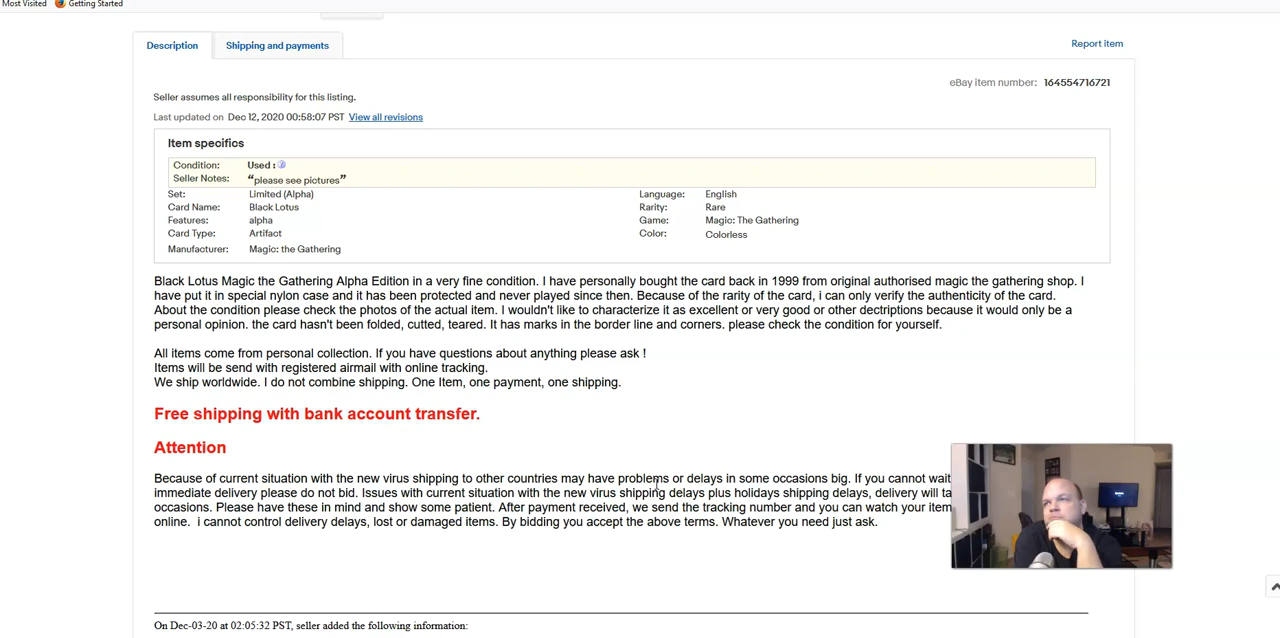 Most Visited Getting Started
Description Shipping and payments Report item
eBay item number: 164554716721
Seller assumes all responsibility for this listing.
Last updated on Dec 12, 2020 00:58:07 PST View all revisions
Item specifics
Condition: Used :
Seller Notes: “please see pictures”
Set: Limited (Alpha) Language: English
Card Name: Black Lotus Rarity: Rare
Features: alpha Game: Magic: The Gathering
Card Type: Artifact Color: Colorless
Manufacturer: Magic: the Gathering
Black Lotus Magic the Gathering Alpha Edition in a very fine condition. I have personally bought the card back in 1999 from original authorised magic the gathering shop. I
have put it in special nylon case and it has been protected and never played since then. Because of the rarity of the card, i can only verify the authenticity of the card.
About the condition please check the photos of the actual item. I wouldn't like to characterize it as excellent or very good or other dectriptions because it would only be a
personal opinion. the card hasn't been folded, cutted, teared. It has marks in the border line and corners. please check the condition for yourself.
All items come from personal collection. If you have questions about anything please ask !
Items will be send with registered airmail with online tracking.
We ship worldwide. I do not combine shipping. One Item, one payment, one shipping.
Free shipping with bank account transfer.
Attention
Because of current situation with the new virus shipping to other countries may have problems or delays in some occasions big. If you cannot wait
immediate delivery please do not bid. Issues with current situation with the new virus shipping delays plus holidays shipping delays, delivery will ta
occasions. Please have these in mind and show some patient. After payment received, we send the tracking number and you can watch your item
online. i cannot control delivery delays, lost or damaged items. By bidding you accept the above terms. Whatever you need just ask.
On Dec-03-20 at 02:05:32 PST, seller added the following information: